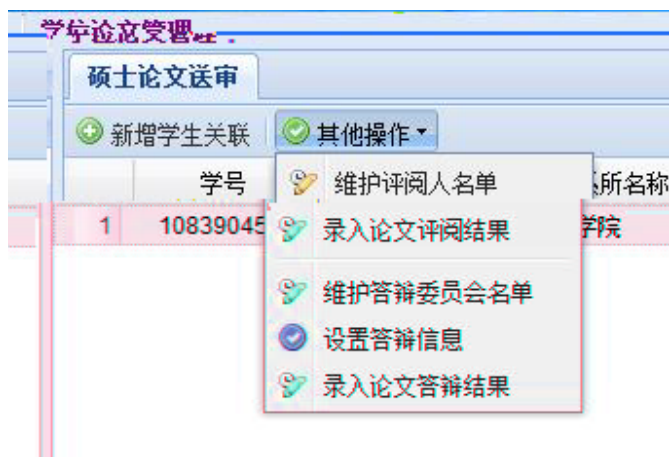 硕士论文送审
新增学生关联 其他操作
学号 维护评阅人名单 所名称
1 10839045 录入论文评阅结果 学院
维护答辩委员会名单
设置答辩信息
录入论文答辩结果